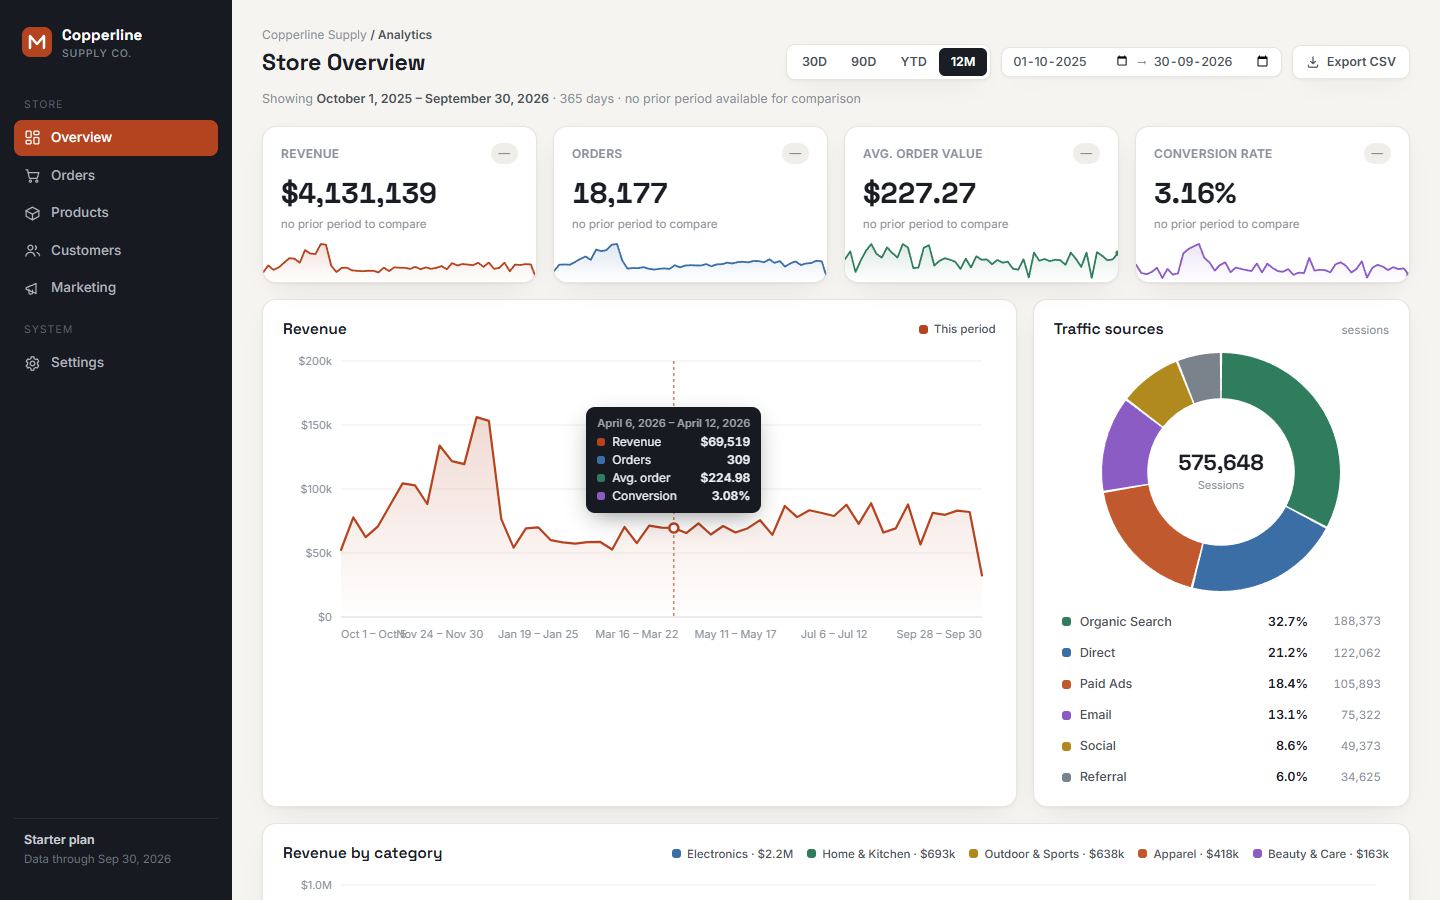 Copperline
SUPPLY CO.
STORE
Overview
Orders
Products
Customers
Marketing
SYSTEM
Settings
Starter plan
Data through Sep 30, 2026
Copperline Supply / Analytics
Store Overview
30D 90D YTD 12M
01-10-2025 → 30-09-2026
Export CSV
Showing October 1, 2025 – September 30, 2026 · 365 days · no prior period available for comparison
REVENUE —
$4,131,139
no prior period to compare
ORDERS —
18,177
no prior period to compare
AVG. ORDER VALUE —
$227.27
no prior period to compare
CONVERSION RATE —
3.16%
no prior period to compare
Revenue
This period
$200k
$150k
$100k
$50k
$0
April 6, 2026 – April 12, 2026
Revenue $69,519
Orders 309
Avg. order $224.98
Conversion 3.08%
Oct 1 – Oct 5 Nov 24 – Nov 30 Jan 19 – Jan 25 Mar 16 – Mar 22 May 11 – May 17 Jul 6 – Jul 12 Sep 28 – Sep 30
Traffic sources
sessions
575,648
Sessions
Organic Search 32.7% 188,373
Direct 21.2% 122,062
Paid Ads 18.4% 105,893
Email 13.1% 75,322
Social 8.6% 49,373
Referral 6.0% 34,625
Revenue by category
Electronics · $2.2M Home & Kitchen · $693k Outdoor & Sports · $638k Apparel · $418k Beauty & Care · $163k
$1.0M